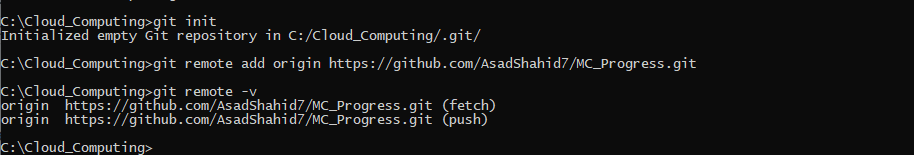 C:\Cloud_Computing>git init
Initialized empty Git repository in C:/Cloud_Computing/.git/
C:\Cloud_Computing>git remote add origin https://github.com/AsadShahid7/MC_Progress.git
C:\Cloud_Computing>git remote -v
origin  https://github.com/AsadShahid7/MC_Progress.git (fetch)
origin  https://github.com/AsadShahid7/MC_Progress.git (push)
C:\Cloud_Computing>